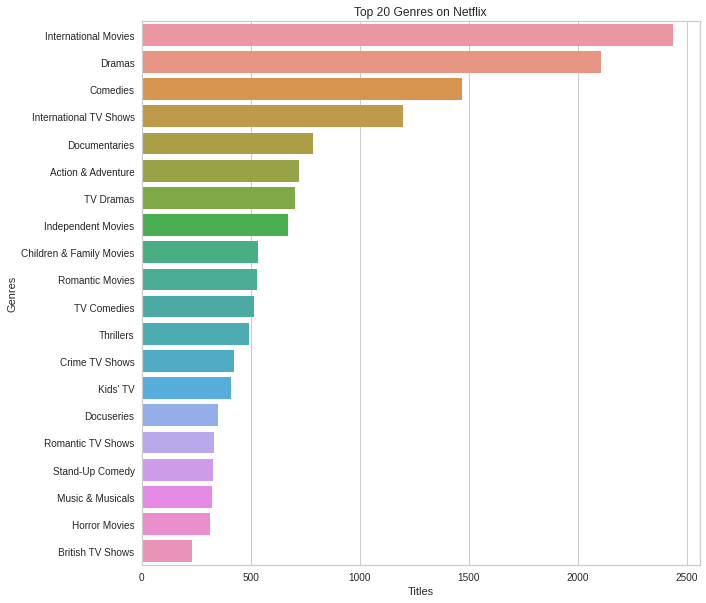 Top 20 Genres on Netflix
Genres
International Movies
Dramas
Comedies
International TV Shows
Documentaries
Action & Adventure
TV Dramas
Independent Movies
Children & Family Movies
Romantic Movies
TV Comedies
Thrillers
Crime TV Shows
Kids' TV
Docuseries
Romantic TV Shows
Stand-Up Comedy
Music & Musicals
Horror Movies
British TV Shows
0 500 1000 1500 2000 2500
Titles